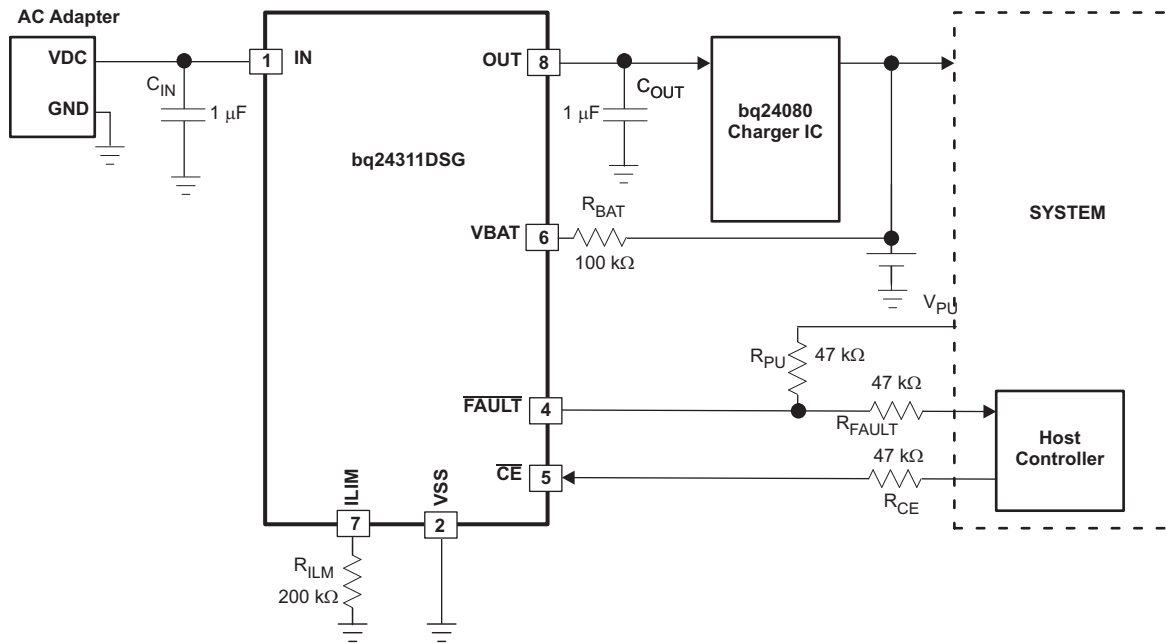 AC Adapter
VDC
GND
C_IN
1 μF
1
IN
OUT
8
C_OUT
1 μF
bq24080
Charger IC
bq24311DSG
SYSTEM
VBAT
6
R_BAT
100 kΩ
V_PU
R_PU
47 kΩ
FAULT
4
47 kΩ
R_FAULT
Host
Controller
CE
5
47 kΩ
R_CE
ILIM
VSS
7
2
R_ILM
200 kΩ